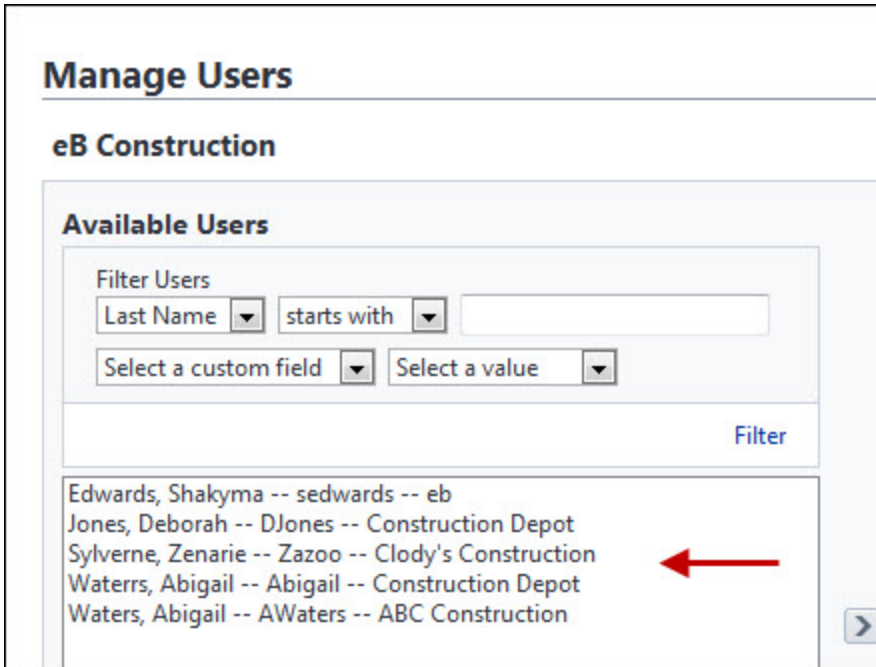 Manage Users
eB Construction
Available Users
Filter Users
Last Name starts with
Select a custom field Select a value
Filter
Edwards, Shakyma -- sedwards -- eb
Jones, Deborah -- DJones -- Construction Depot
Sylverne, Zenarie -- Zazoo -- Clody's Construction
Waterrs, Abigail -- Abigail -- Construction Depot
Waters, Abigail -- AWaters -- ABC Construction